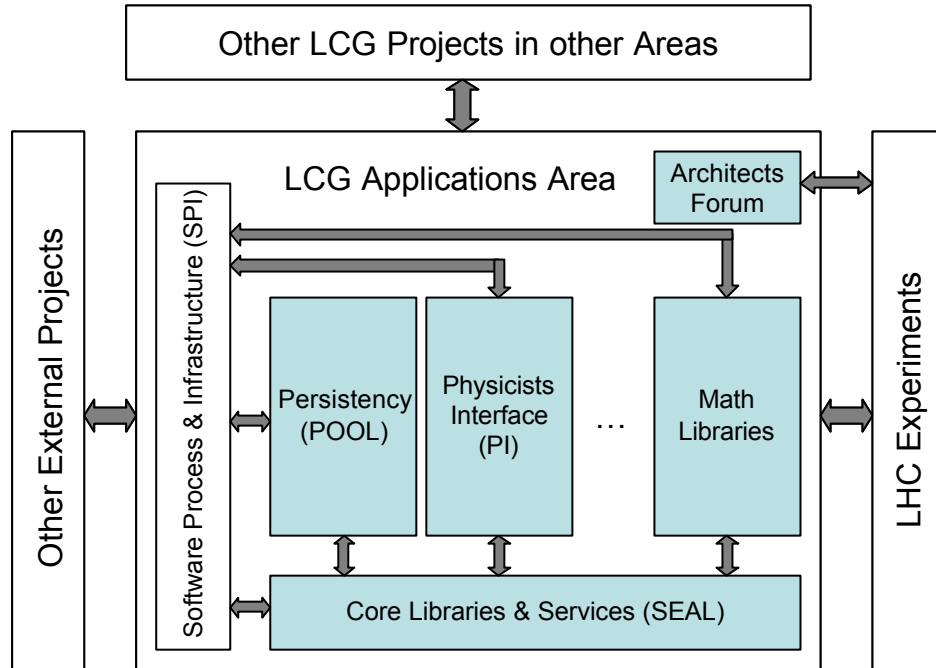 Other LCG Projects in other Areas
LCG Applications Area
Architects
Forum
Other External Projects
Software Process & Infrastructure (SPI)
Persistency
(POOL)
Physicists
Interface
(PI)
...
Math
Libraries
LHC Experiments
Core Libraries & Services (SEAL)